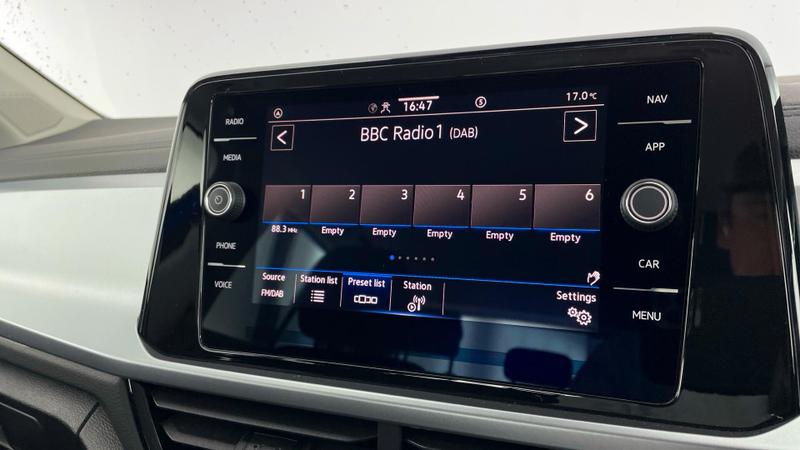 RADIO
MEDIA
PHONE
VOICE
16:47
S
17.0°C
BBC Radio 1 (DAB)
1 2 3 4 5 6
88.3 MHz Empty Empty Empty Empty Empty
Source Station list Preset list Station Settings
FM/DAB
NAV
APP
CAR
MENU